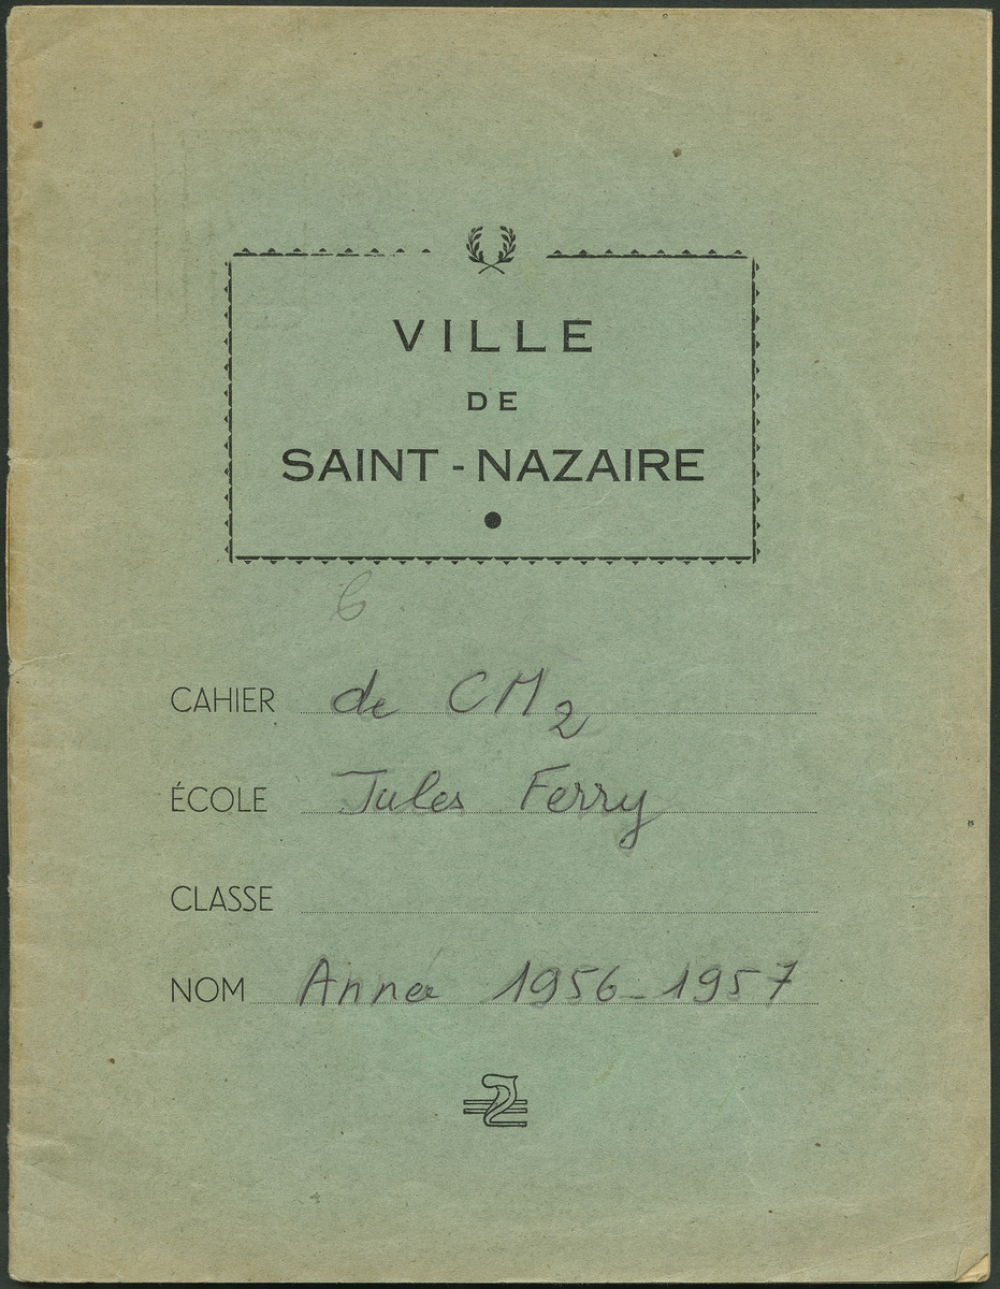 VILLE
DE
SAINT-NAZAIRE
6
CAHIER de CM2
ÉCOLE Jules Ferry
CLASSE
NOM Année 1956-1957